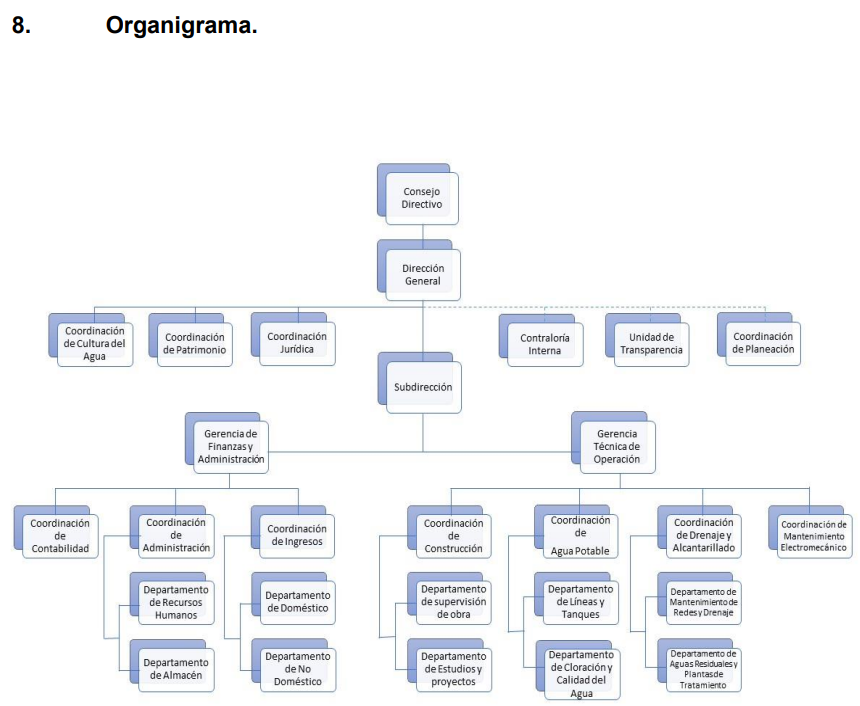 8. Organigrama.
Consejo
Directivo
Dirección
General
Coordinación
de Cultura del
Agua
Coordinación
de Patrimonio
Coordinación
Jurídica
Contraloría
Interna
Unidad de
Transparencia
Coordinación
de Planeación
Subdirección
Gerencia de
Finanzas y
Administración
Gerencia
Técnica de
Operación
Coordinación
de
Contabilidad
Coordinación
de
Administración
Coordinación
de Ingresos
Coordinación
de
Construcción
Coordinación
de
Agua Potable
Coordinación
de Drenaje y
Alcantarillado
Coordinación de
Mantenimiento
Electromecánico
Departamento
de Recursos
Humanos
Departamento
de Doméstico
Departamento
de supervisión
de obra
Departamento
de Líneas y
Tanques
Departamento de
Mantenimiento de
Redes y Drenaje
Departamento
de Almacén
Departamento
de No
Doméstico
Departamento
de Estudios y
proyectos
Departamento
de Cloración y
Calidad del
Agua
Departamento de
Aguas Residuales y
Plantas de
Tratamiento